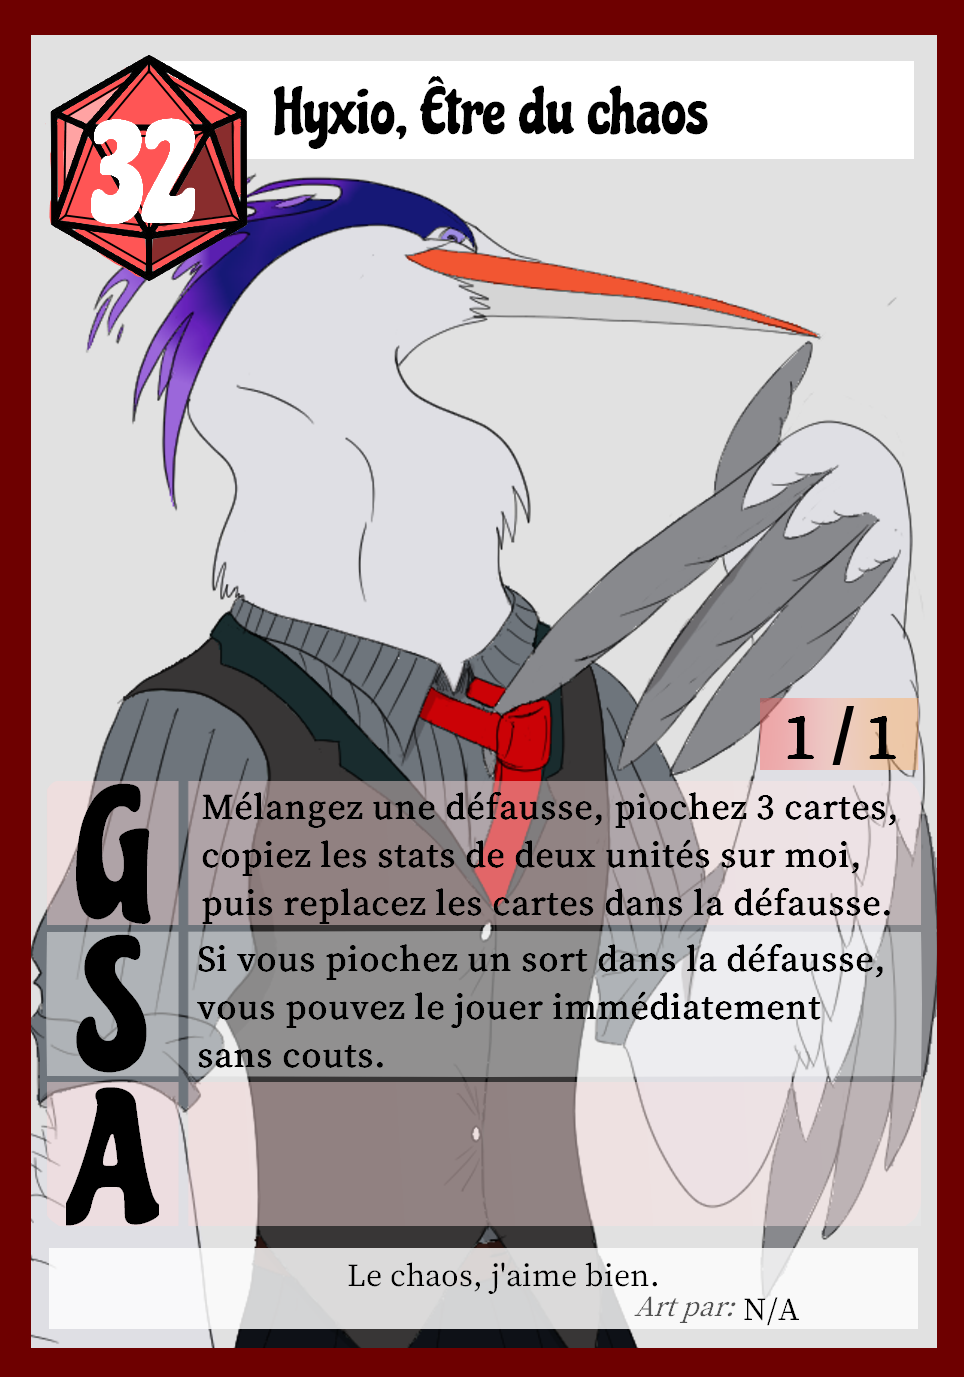 32
Hyxio, Être du chaos
1/1
G
Mélangez une défausse, piochez 3 cartes,
copiez les stats de deux unités sur moi,
puis replacez les cartes dans la défausse.
S
Si vous piochez un sort dans la défausse,
vous pouvez le jouer immédiatement
sans couts.
A
Le chaos, j'aime bien.
Art par: N/A